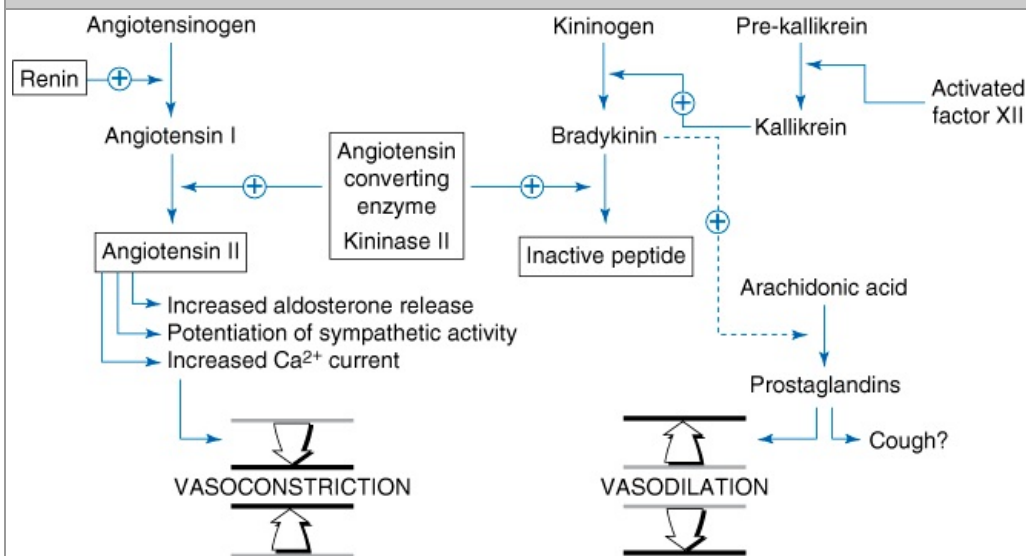 Angiotensinogen
Kininogen
Pre-kallikrein
Renin
+
+
Activated
factor XII
Angiotensin I
Bradykinin
Kallikrein
Angiotensin
converting
enzyme
Kininase II
+
+
+
Angiotensin II
Inactive peptide
Arachidonic acid
Increased aldosterone release
Potentiation of sympathetic activity
Increased Ca²⁺ current
Prostaglandins
Cough?
VASOCONSTRICTION
VASODILATION